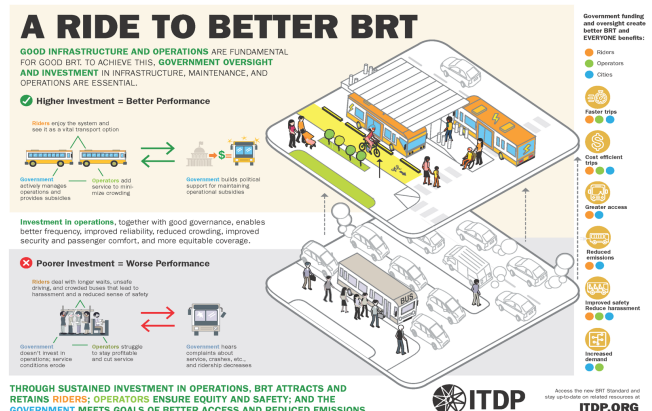 A RIDE TO BETTER BRT
GOOD INFRASTRUCTURE AND OPERATIONS ARE FUNDAMENTAL
FOR GOOD BRT. TO ACHIEVE THIS, GOVERNMENT OVERSIGHT
AND INVESTMENT IN INFRASTRUCTURE, MAINTENANCE, AND
OPERATIONS ARE ESSENTIAL.
Higher Investment = Better Performance
Riders enjoy the system and
see it as a vital transport option
Government
actively manages
operations and
provides subsidies
Operators add
service to mini-
mize crowding
$=
Government builds political
support for maintaining
operational subsidies
Investment in operations, together with good governance, enables
better frequency, improved reliability, reduced crowding, improved
security and passenger comfort, and more equitable coverage.
Poorer Investment = Worse Performance
Riders deal with longer waits, unsafe
driving, and crowded buses that lead to
harassment and a reduced sense of safety
Government
doesn't invest in
operations; service
conditions erode
Operators struggle
to stay profitable
and cut service
Government hears
complaints about
service, crashes, etc.,
and ridership decreases
BUS
THROUGH SUSTAINED INVESTMENT IN OPERATIONS, BRT ATTRACTS AND
RETAINS RIDERS; OPERATORS ENSURE EQUITY AND SAFETY; AND THE
GOVERNMENT MEETS GOALS OF BETTER ACCESS AND REDUCED EMISSIONS
Government funding
and oversight create
better BRT and
EVERYONE benefits:
Riders
Operators
Cities
Faster trips
$
Cost efficient
trips
Greater access
Reduced
emissions
Improved safety
Reduce harassment
Increased
demand
ITDP
Access the new BRT Standard and
stay up-to-date on related resources at
ITDP.ORG